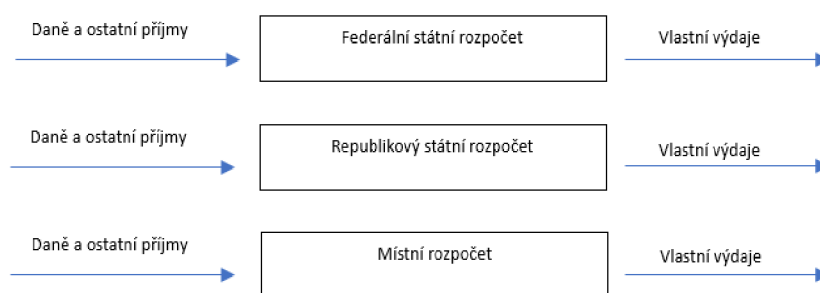 Daně a ostatní příjmy
Federální státní rozpočet
Vlastní výdaje
Daně a ostatní příjmy
Republikový státní rozpočet
Vlastní výdaje
Daně a ostatní příjmy
Místní rozpočet
Vlastní výdaje